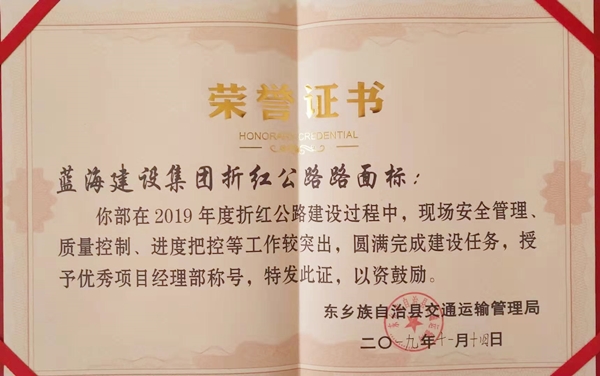 荣誉证书
HONORARY CREDENTIAL
蓝海建设集团折红公路路面标：
你部在2019年度折红公路建设过程中，现场安全管理、
质量控制、进度把控等工作较突出，圆满完成建设任务，授
予优秀项目经理部称号，特发此证，以资鼓励。
东乡族自治县交通运输管理局
二〇一九年十一月十四日